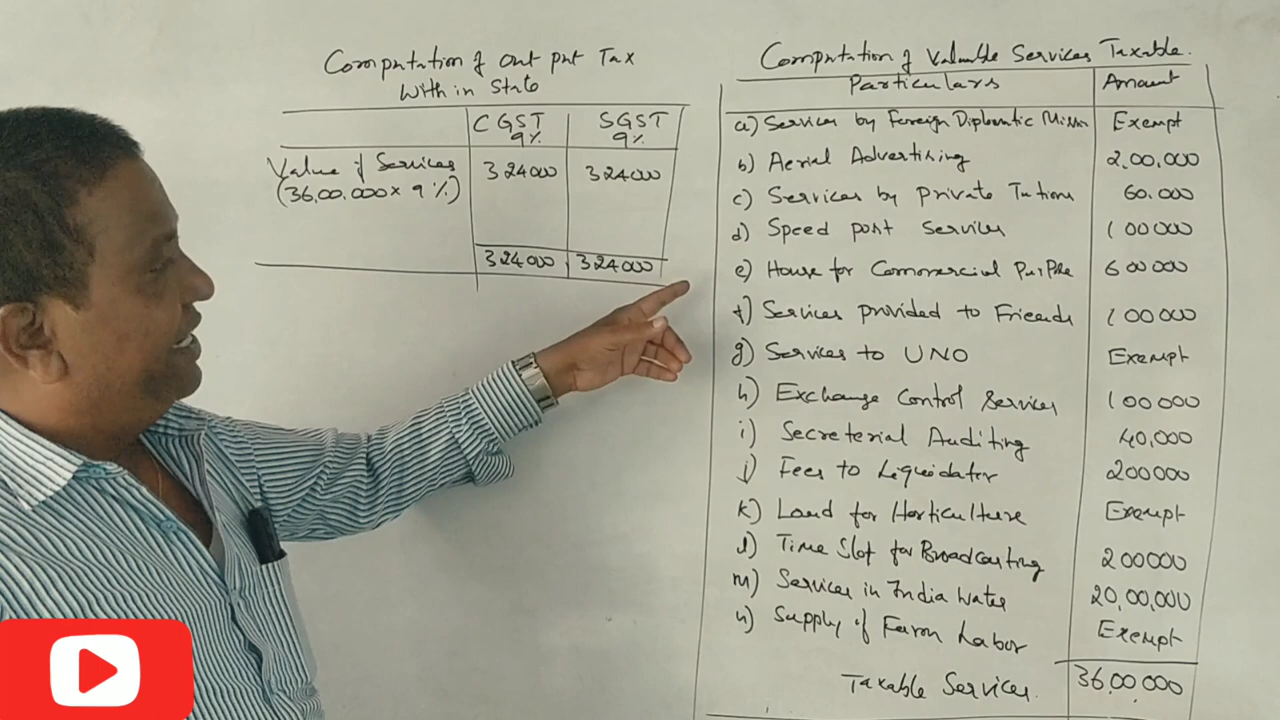 Computation of Out put Tax
With in State
CGST
9%
SGST
9%
Value of Services
(36,00,000 x 9%)
324000
324000
324000
324000
Computation of Valuable Services Taxable.
Particulars
Amount
a) Services by Foreign Diplomatic Mission
Exempt
b) Aerial Advertising
2,00,000
c) Services by Private Tutions
60.000
d) Speed post Services
100000
e) House for Commercial
600000
f) Services provided to Friends
100000
g) Services to UNO
Exempt
h) Exchange Control Services
100000
i) Secreterial Auditing
40,000
j) Fees to Liquidator
200000
k) Land for Horticulture
Exempt
l) Time Slot for Broadcasting
200000
m) Services in India Water
20,00,000
n) Supply of Farm Labor
Exempt
Taxable Services.
36,00,000